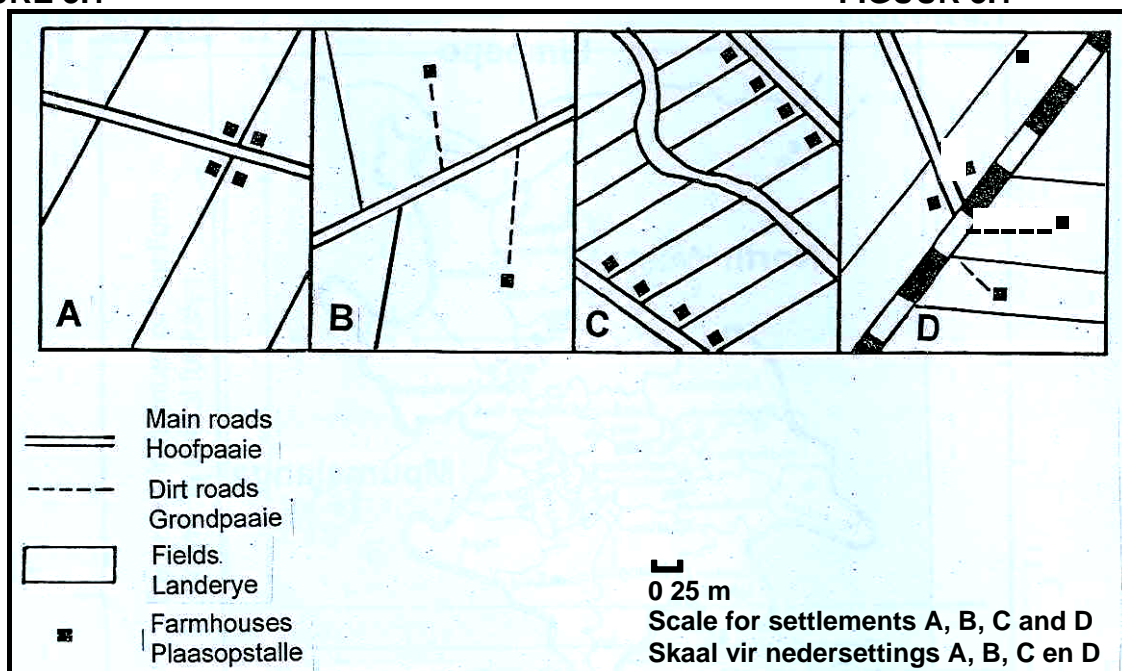 A
B
C
D
Main roads
Hoofpaaie
Dirt roads
Grondpaaie
Fields
Landerye
Farmhouses
Plaasopstalle
0 25 m
Scale for settlements A, B, C and D
Skaal vir nedersettings A, B, C en D